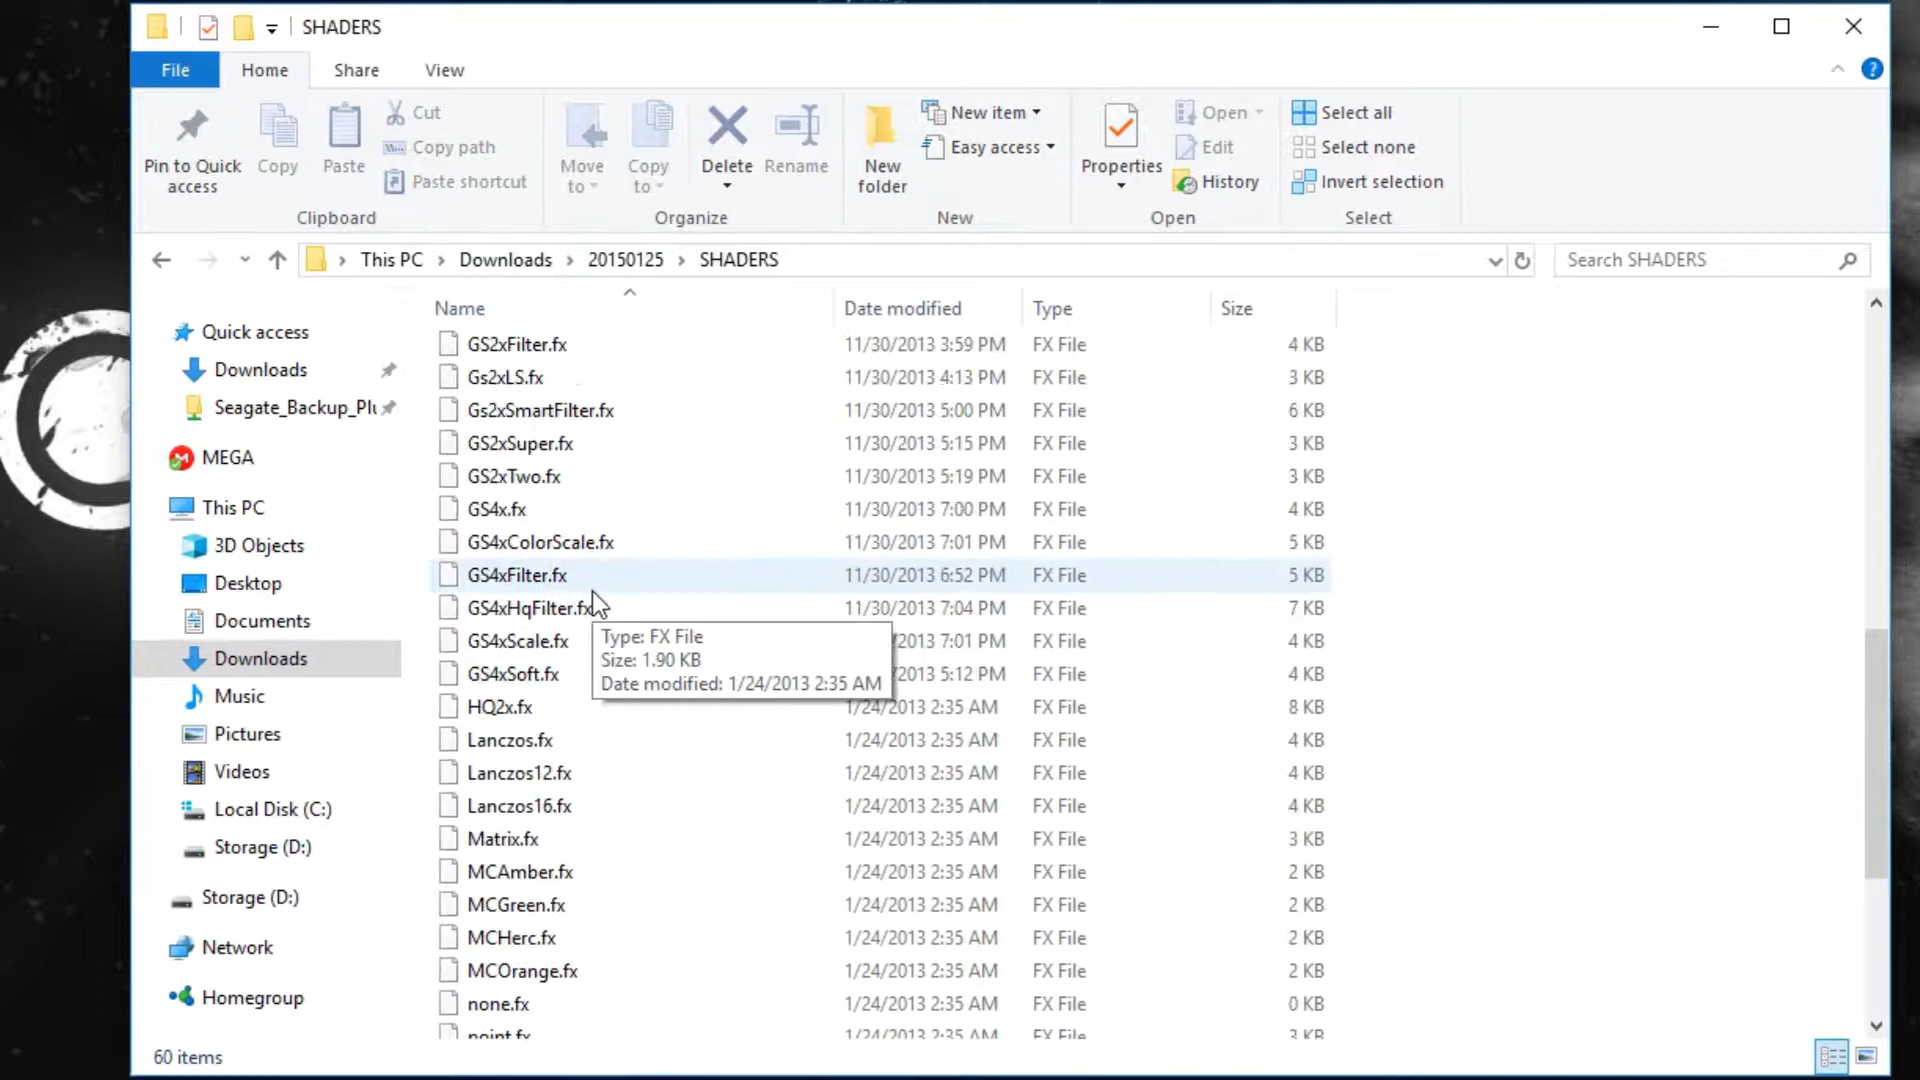 SHADERS
File Home Share View
Pin to Quick access
Copy
Paste
Cut
Copy path
Paste shortcut
Clipboard
Move to
Copy to
Delete
Rename
Organize
New folder
New item
Easy access
New
Properties
Open
Edit
History
Open
Select all
Select none
Invert selection
Select
This PC > Downloads > 20150125 > SHADERS
Search SHADERS
Quick access
Downloads
Seagate_Backup_Plu
MEGA
This PC
3D Objects
Desktop
Documents
Downloads
Music
Pictures
Videos
Local Disk (C:)
Storage (D:)
Storage (D:)
Network
Homegroup
Name Date modified Type Size
GS2xFilter.fx 11/30/2013 3:59 PM FX File 4 KB
Gs2xLS.fx 11/30/2013 4:13 PM FX File 3 KB
Gs2xSmartFilter.fx 11/30/2013 5:00 PM FX File 6 KB
GS2xSuper.fx 11/30/2013 5:15 PM FX File 3 KB
GS2xTwo.fx 11/30/2013 5:19 PM FX File 3 KB
GS4x.fx 11/30/2013 7:00 PM FX File 4 KB
GS4xColorScale.fx 11/30/2013 7:01 PM FX File 5 KB
GS4xFilter.fx 11/30/2013 6:52 PM FX File 5 KB
GS4xHqFilter.fx 11/30/2013 7:04 PM FX File 7 KB
GS4xScale.fx /2013 7:01 PM FX File 4 KB
GS4xSoft.fx /2013 5:12 PM FX File 4 KB
HQ2x.fx 1/24/2013 2:35 AM FX File 8 KB
Lanczos.fx 1/24/2013 2:35 AM FX File 4 KB
Lanczos12.fx 1/24/2013 2:35 AM FX File 4 KB
Lanczos16.fx 1/24/2013 2:35 AM FX File 4 KB
Matrix.fx 1/24/2013 2:35 AM FX File 3 KB
MCAmber.fx 1/24/2013 2:35 AM FX File 2 KB
MCGreen.fx 1/24/2013 2:35 AM FX File 2 KB
MCHerc.fx 1/24/2013 2:35 AM FX File 2 KB
MCOrange.fx 1/24/2013 2:35 AM FX File 2 KB
none.fx 1/24/2013 2:35 AM FX File 0 KB
point.fx 1/24/2013 2:35 AM FX File 3 KB
Type: FX File
Size: 1.90 KB
Date modified: 1/24/2013 2:35 AM
60 items